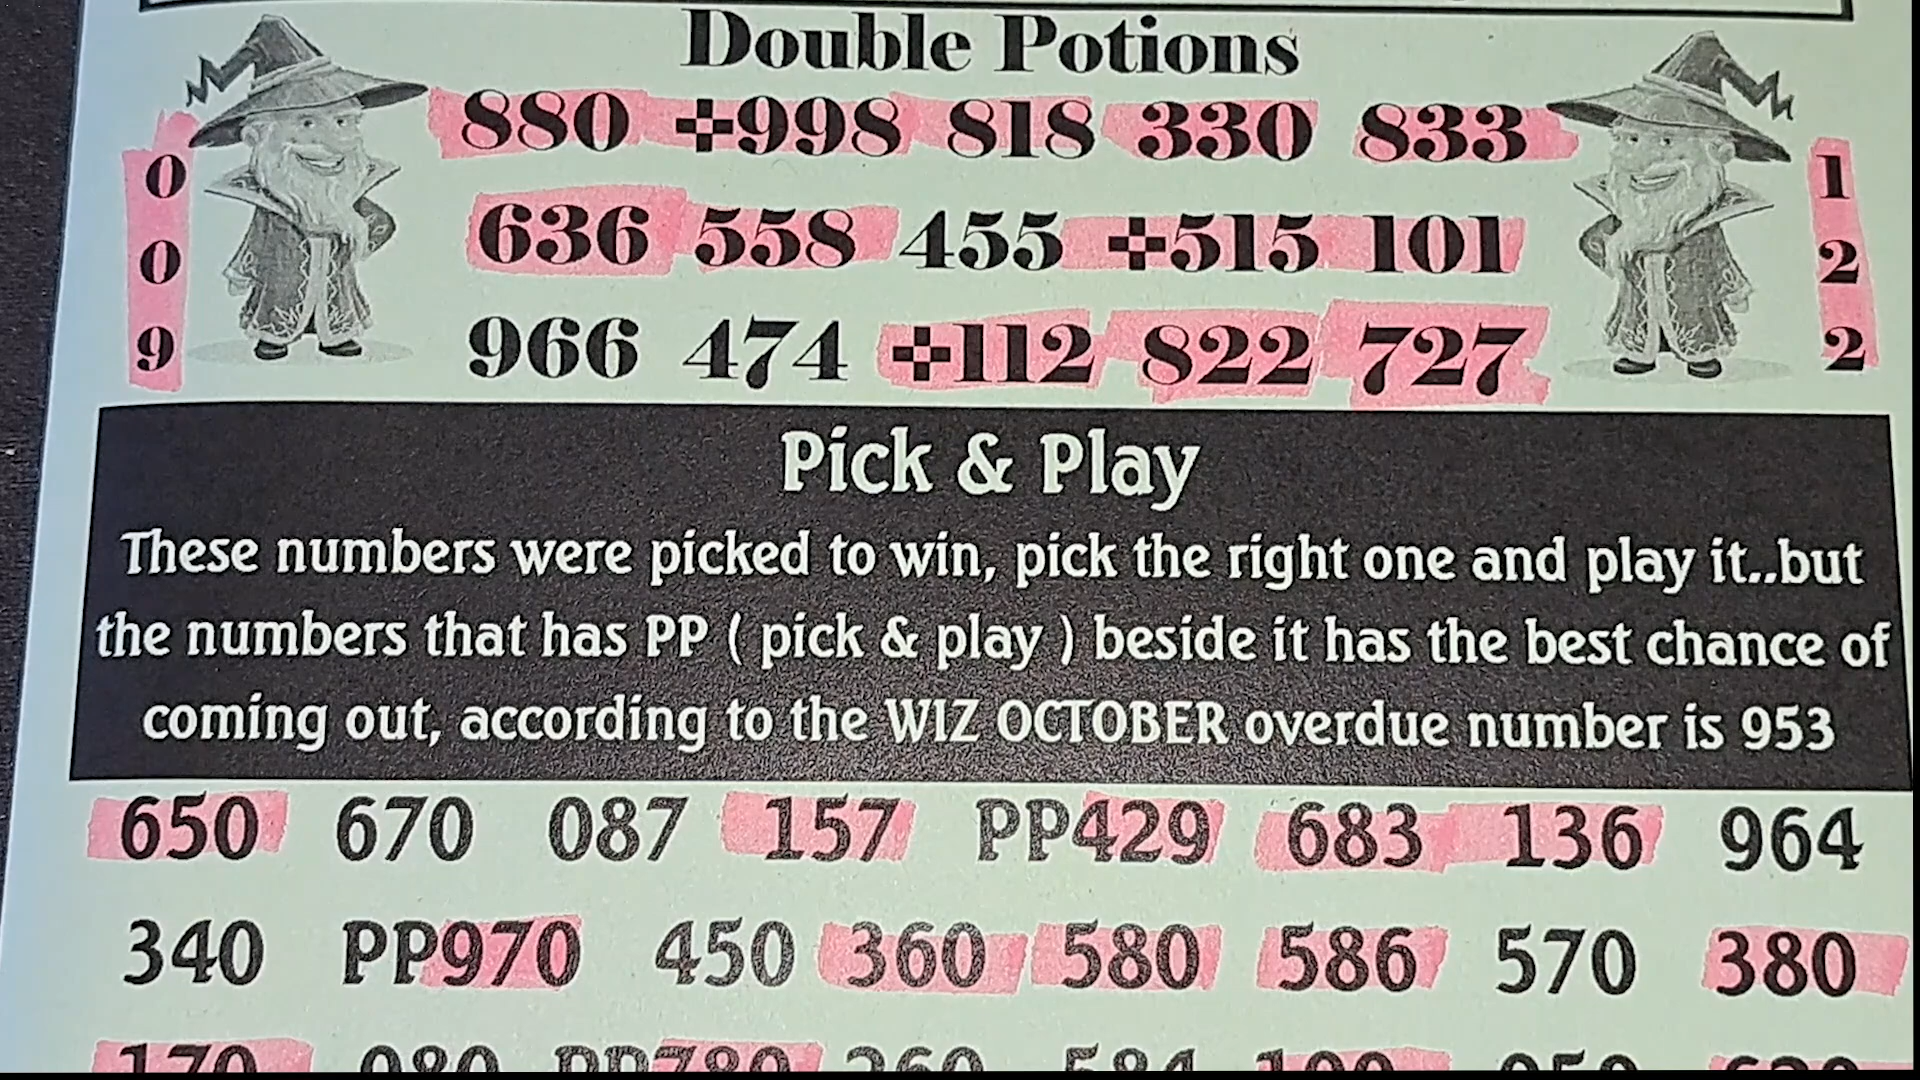 Double Potions
880 +998 818 330 833
636 558 455 +515 101
966 474 +112 822 727
0
0
9
1
2
2
Pick & Play
These numbers were picked to win, pick the right one and play it..but
the numbers that has PP ( pick & play ) beside it has the best chance of
coming out, according to the WIZ OCTOBER overdue number is 953
650 670 087 157 PP429 683 136 964
340 PP970 450 360 580 586 570 380
170 080 PP789